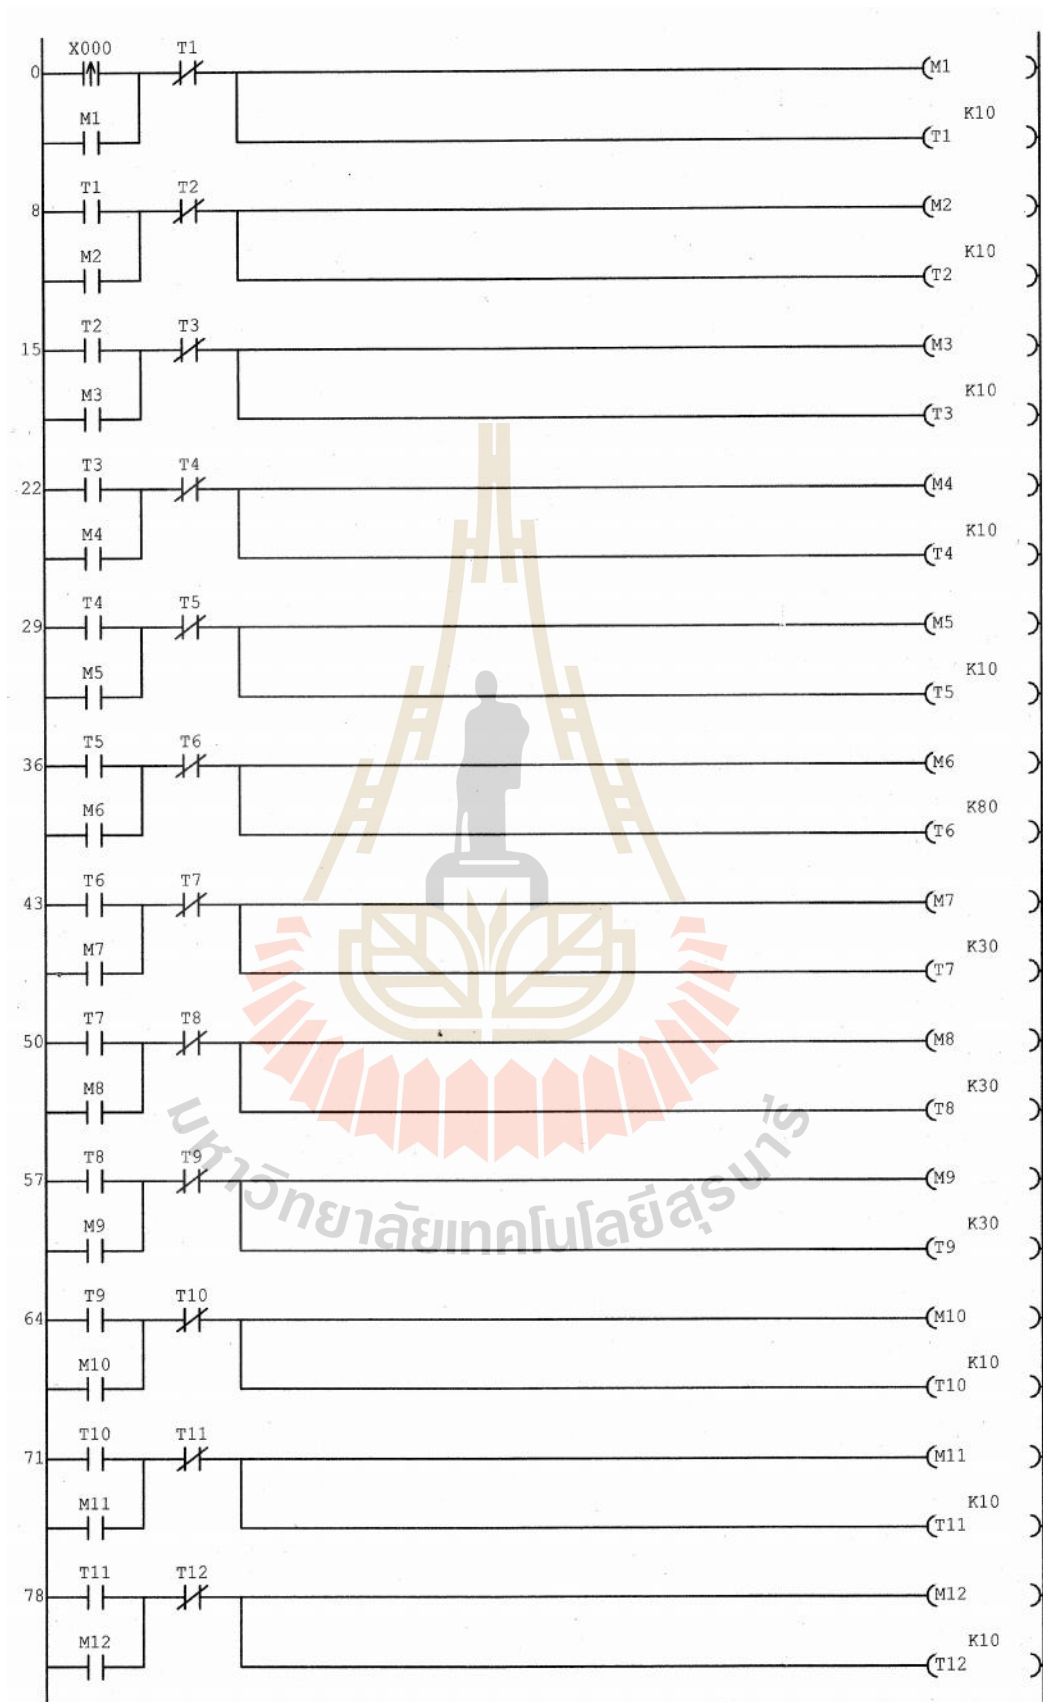 X000 T1
0 M1
M1 K10
T1
T1 T2
8 M2
M2 K10
T2
T2 T3
15 M3
M3 K10
T3
T3 T4
22 M4
M4 K10
T4
T4 T5
29 M5
M5 K10
T5
T5 T6
36 M6
M6 K80
T6
T6 T7
43 M7
M7 K30
T7
T7 T8
50 M8
M8 K30
T8
T8 T9
57 M9
M9 K30
T9
T9 T10
64 M10
M10 K10
T10
T10 T11
71 M11
M11 K10
T11
T11 T12
78 M12
M12 K10
T12
มหาวิทยาลัยเทคโนโลยีสุรนารี